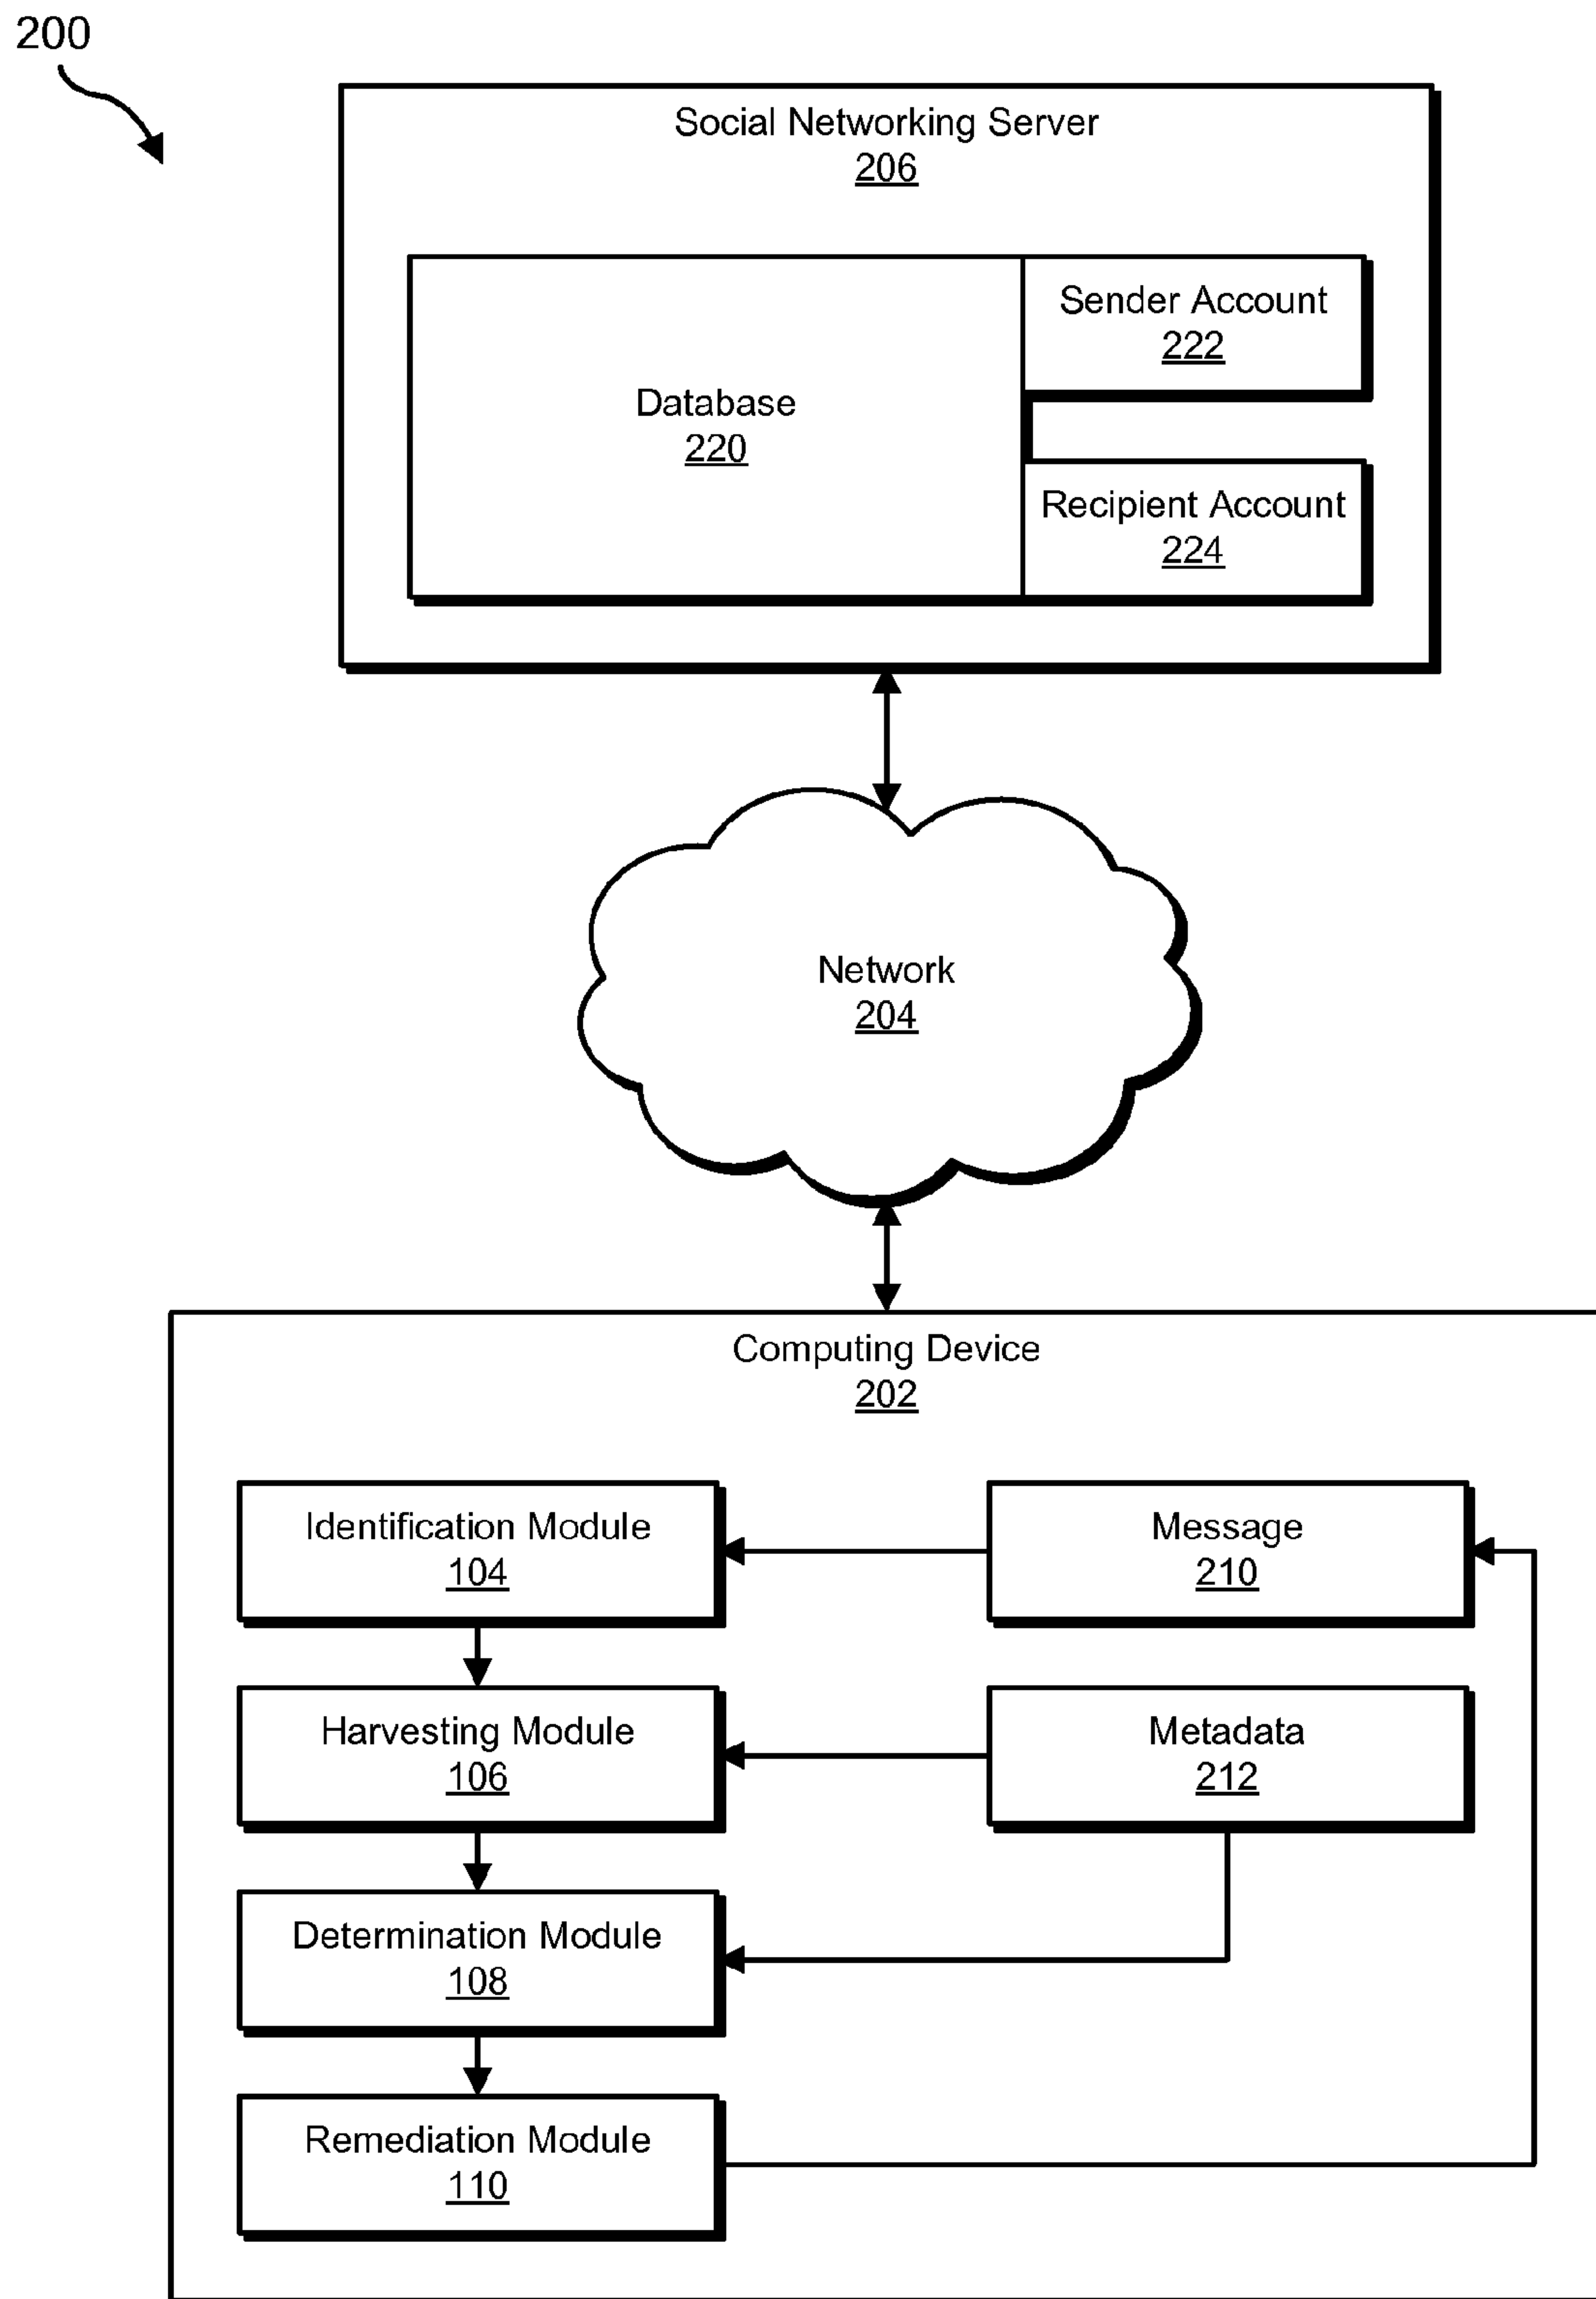 200
Social Networking Server
206
Sender Account
222
Database
220
Recipient Account
224
Network
204
Computing Device
202
Identification Module
104
Message
210
Harvesting Module
106
Metadata
212
Determination Module
108
Remediation Module
110